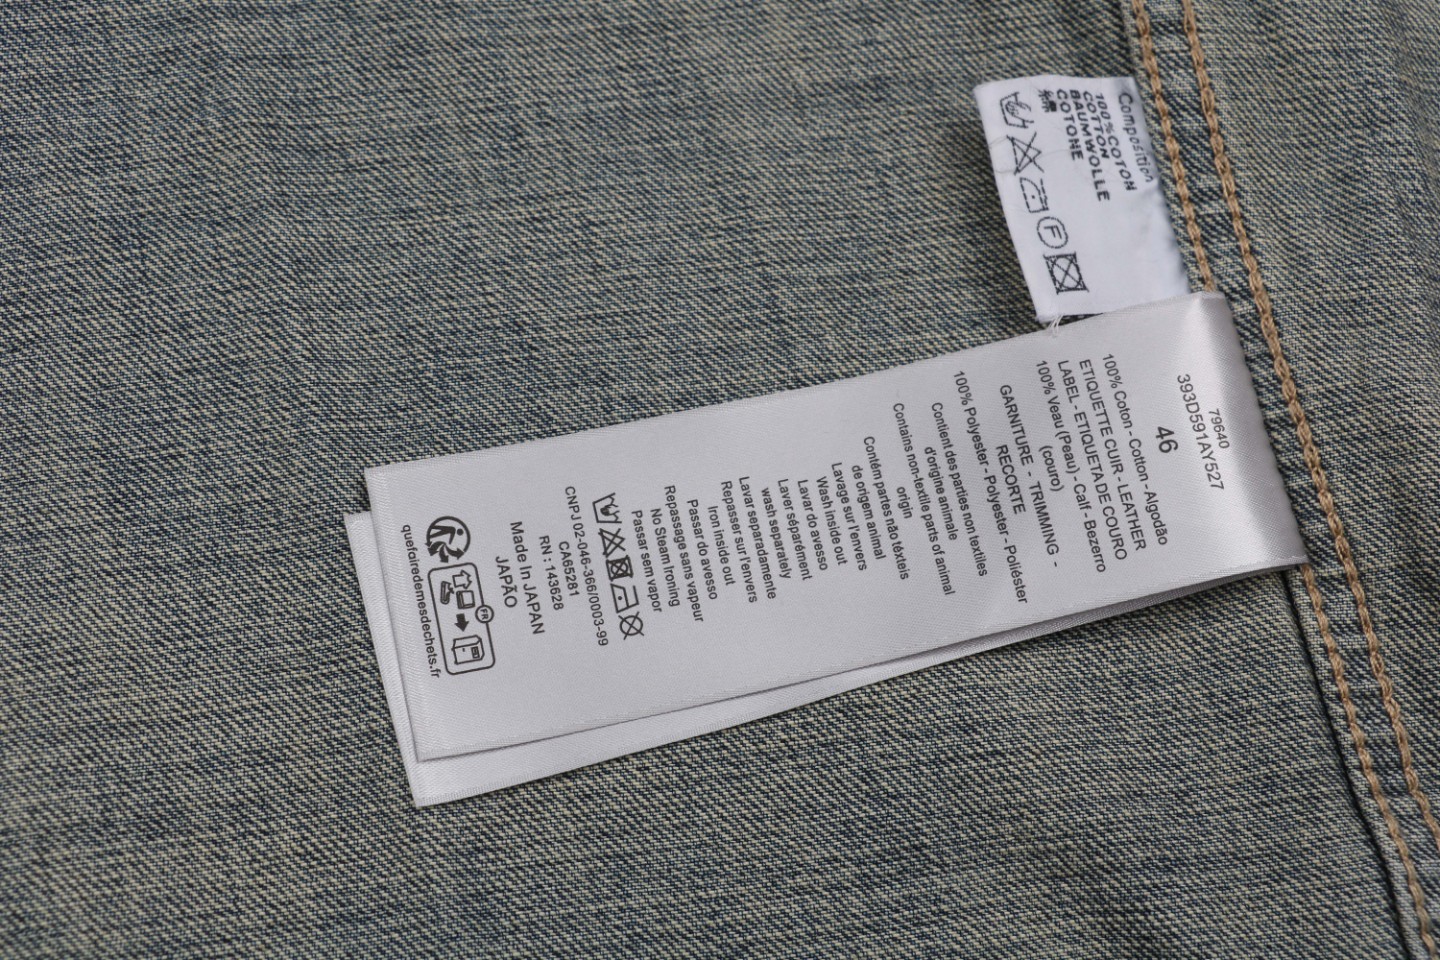 Composition
100%COTON
COTTON
BAUMWOLLE
COTONE
綿
F
79640
393D591AY527
46
100% Coton - Cotton - Algodão
ETIQUETTE CUIR - LEATHER
LABEL - ETIQUETA DE COURO
100% Veau (Peau) - Calf - Bezerro
(couro)
GARNITURE - TRIMMING -
RECORTE
100% Polyester - Polyester - Poliéster
Contient des parties non textiles
d'origine animale
Contains non-textile parts of animal
origin
Contém partes não têxteis
de origem animal
Lavage sur l'envers
Wash inside out
Lavar do avesso
Laver séparément
wash separately
Lavar separadamente
Repasser sur l'envers
Iron inside out
Passar do avesso
Repassage sans vapeur
No Steam Ironing
Passar sem vapor
CNPJ 02-046-366/0003-99
CA65281
RN: 143628
Made In JAPAN
JAPÃO
FR
quefairedemesdechets.fr